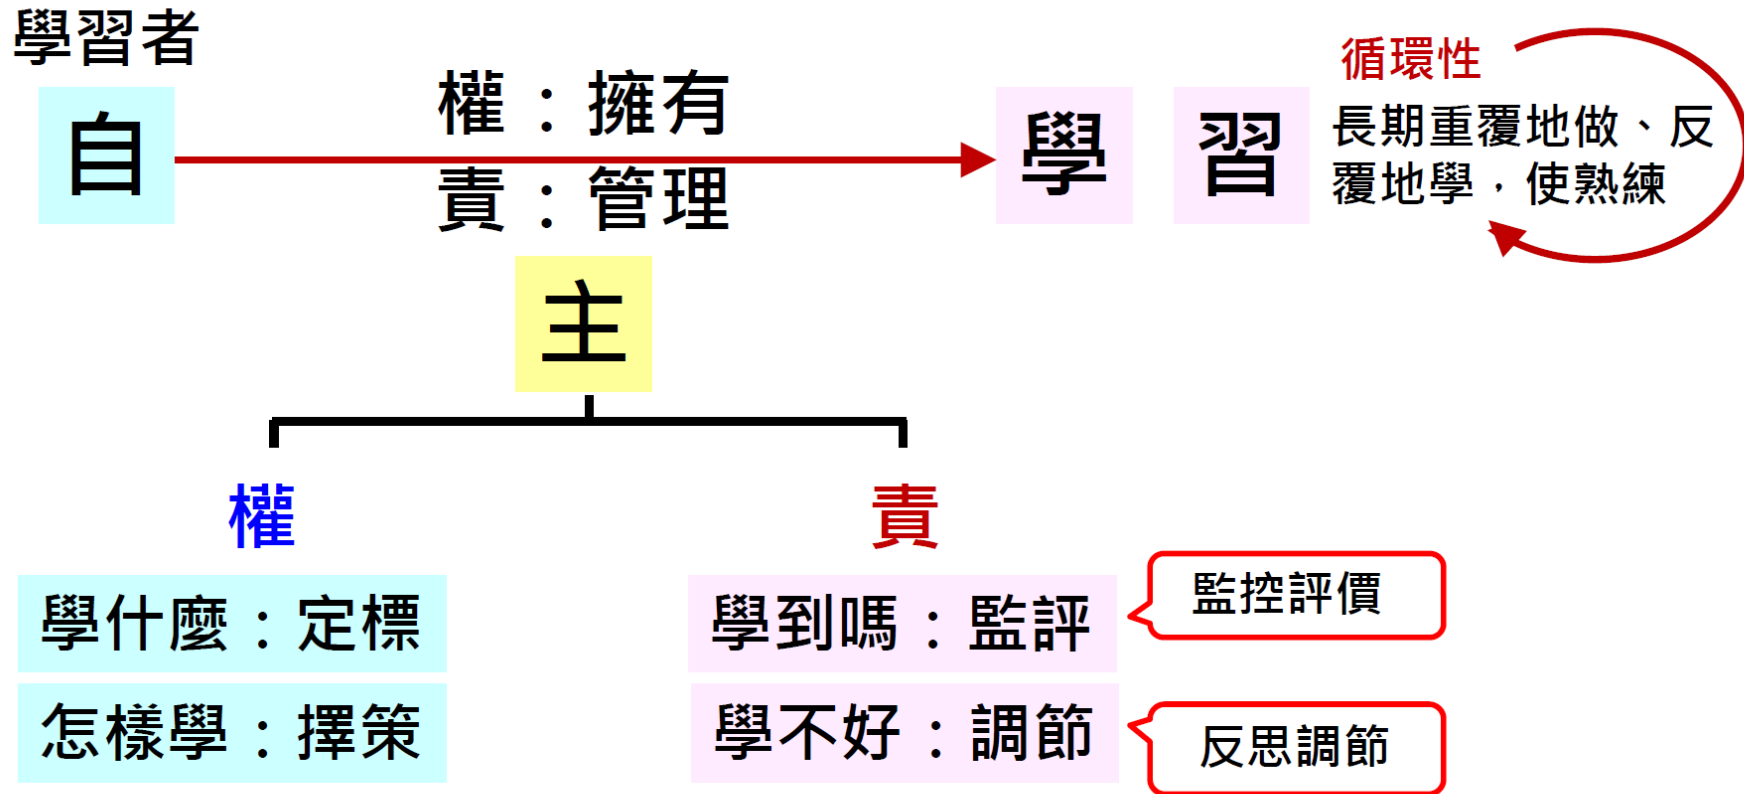 學習者
自
權：擁有
責：管理
學 習
循環性
長期重覆地做、反
覆地學，使熟練
主
權
責
學什麼：定標
怎樣學：擇策
學到嗎：監評
監控評價
學不好：調節
反思調節